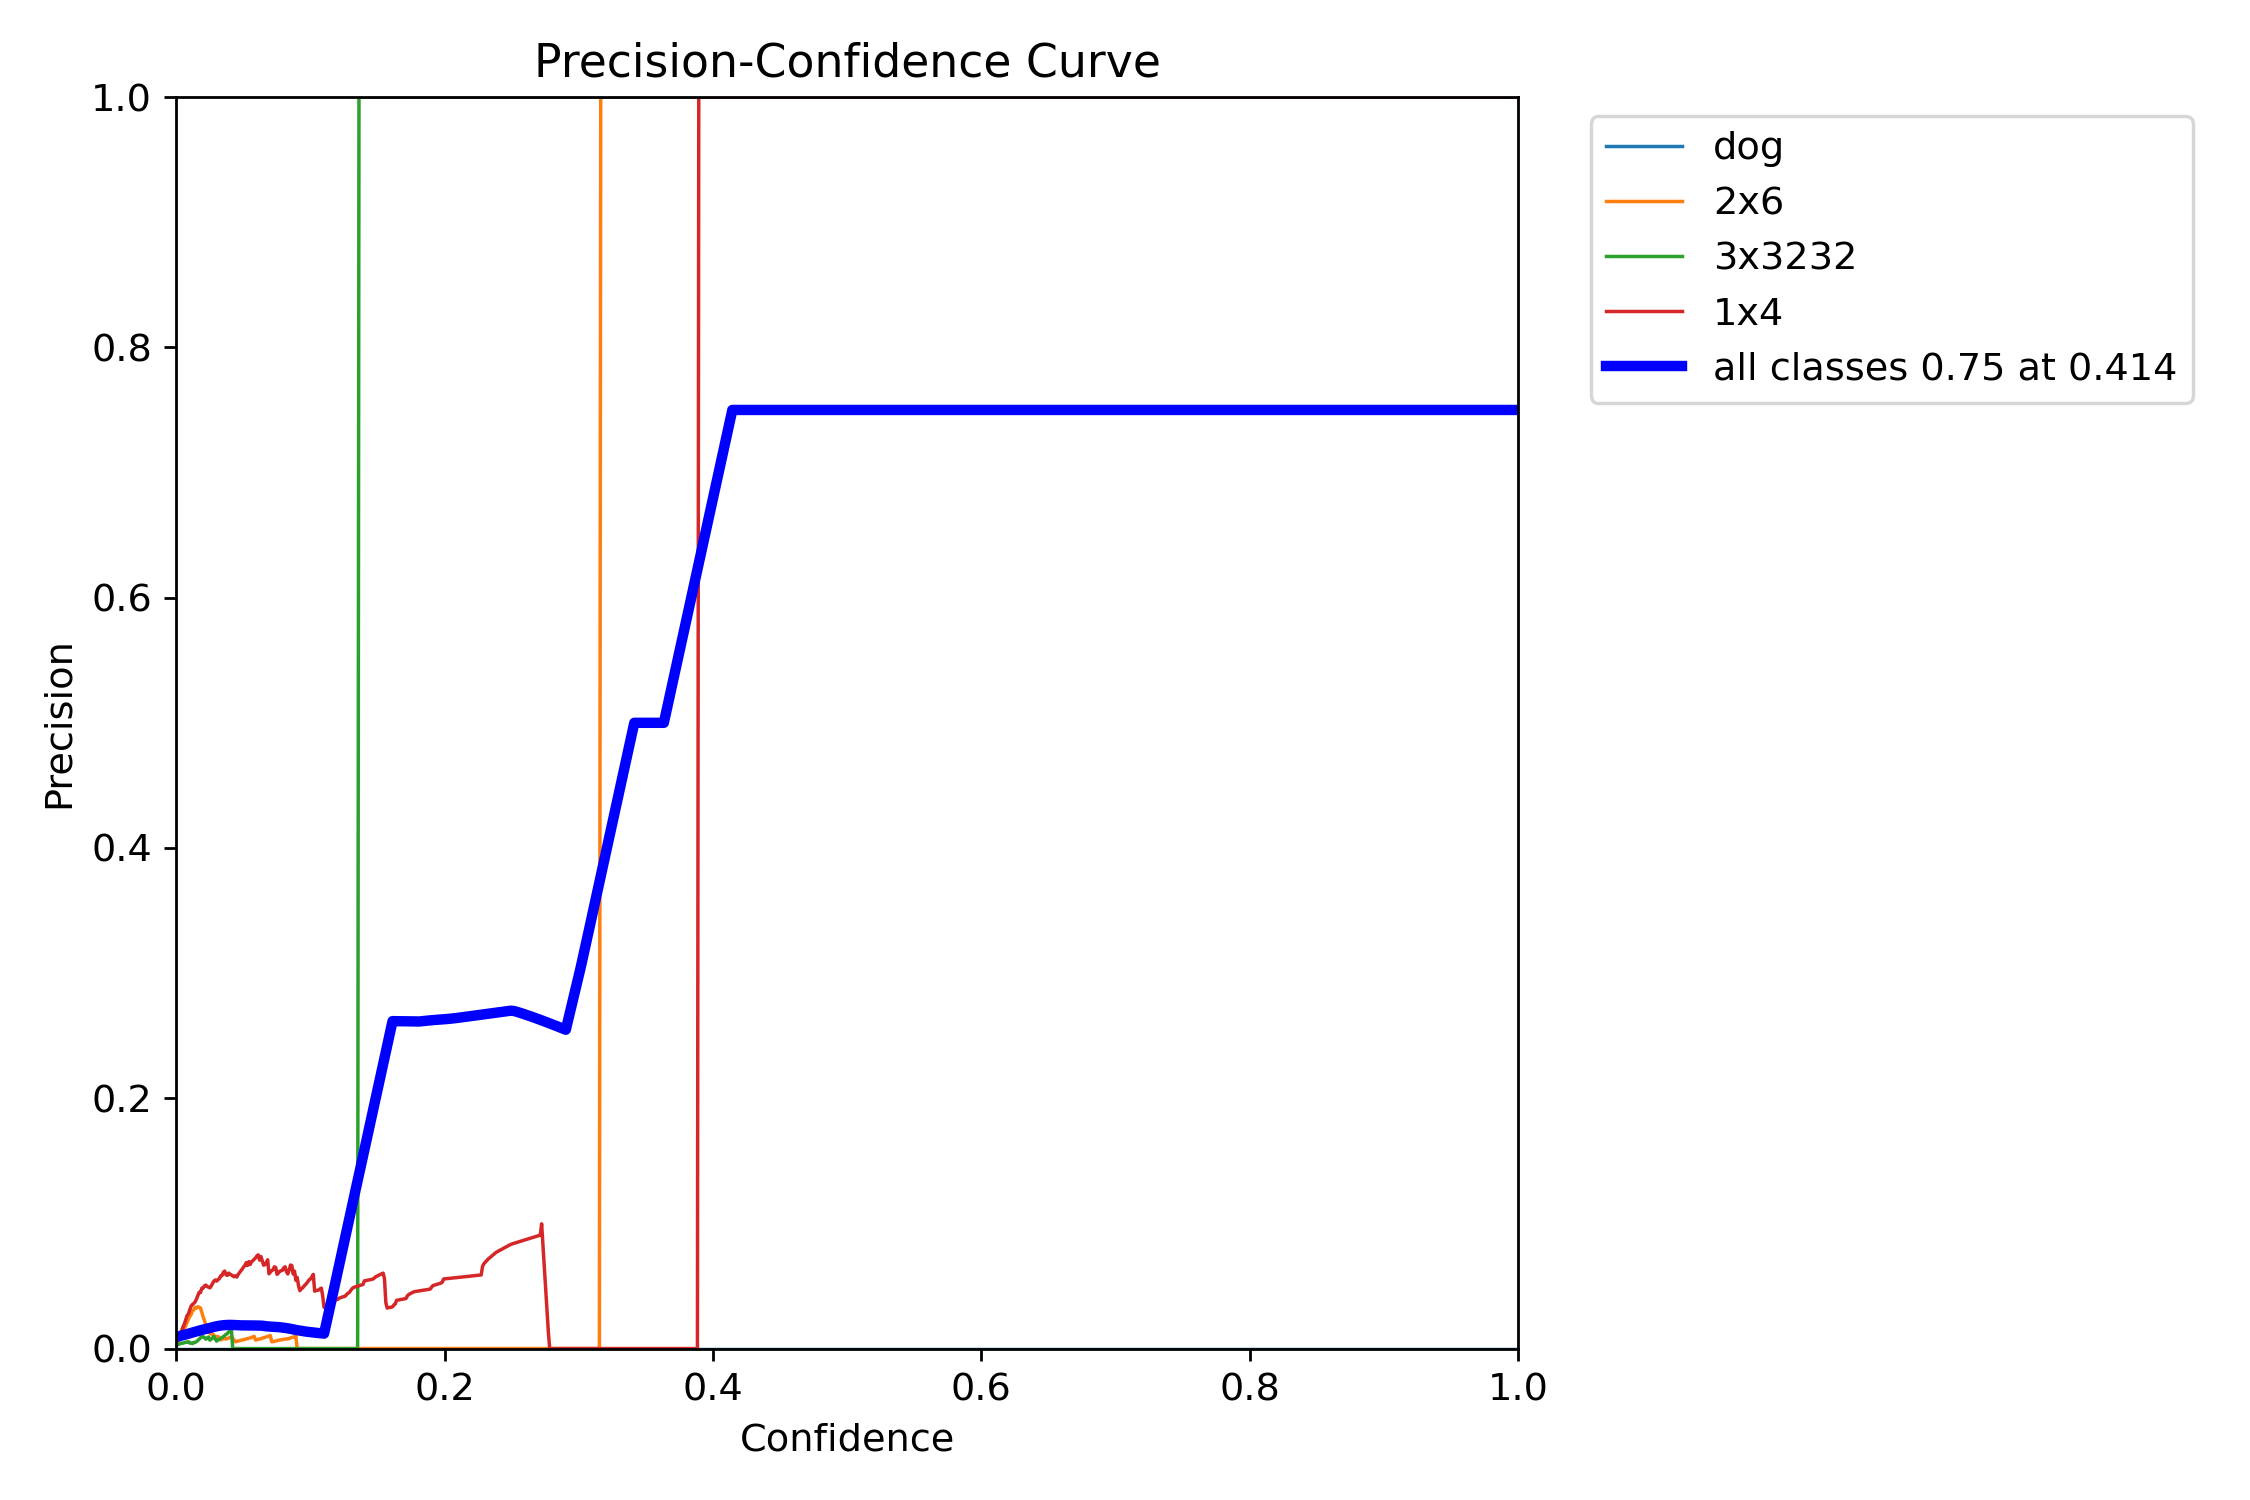 Precision-Confidence Curve
1.0
0.8
0.6
0.4
0.2
0.0
Precision
0.0 0.2 0.4 0.6 0.8 1.0
Confidence
dog
2x6
3x3232
1x4
all classes 0.75 at 0.414